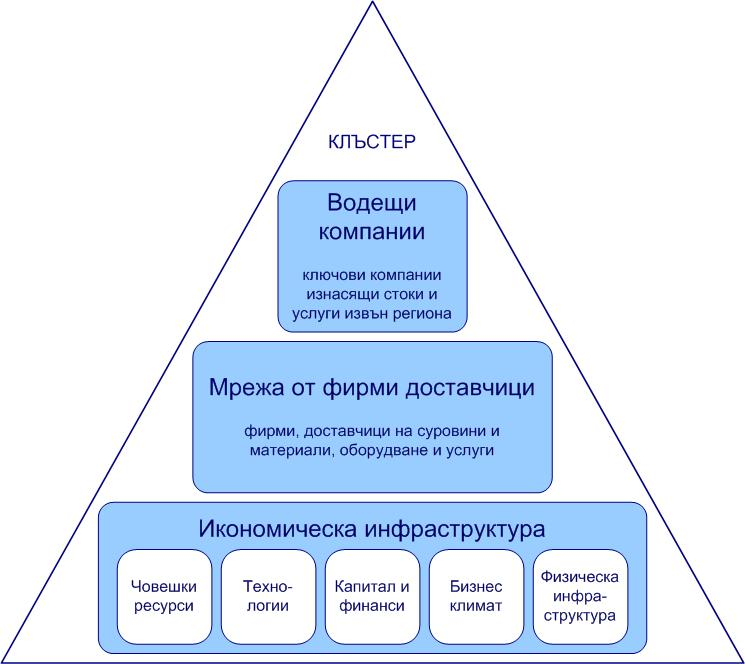 КЛЪСТЕР
Водещи
компании
ключови компании
изнасящи стоки и
услуги извън региона
Мрежа от фирми доставчици
фирми, доставчици на суровини и
материали, оборудване и услуги
Икономическа инфраструктура
Човешки
ресурси
Техно-
логии
Капитал и
финанси
Бизнес
климат
Физическа
инфра-
структура